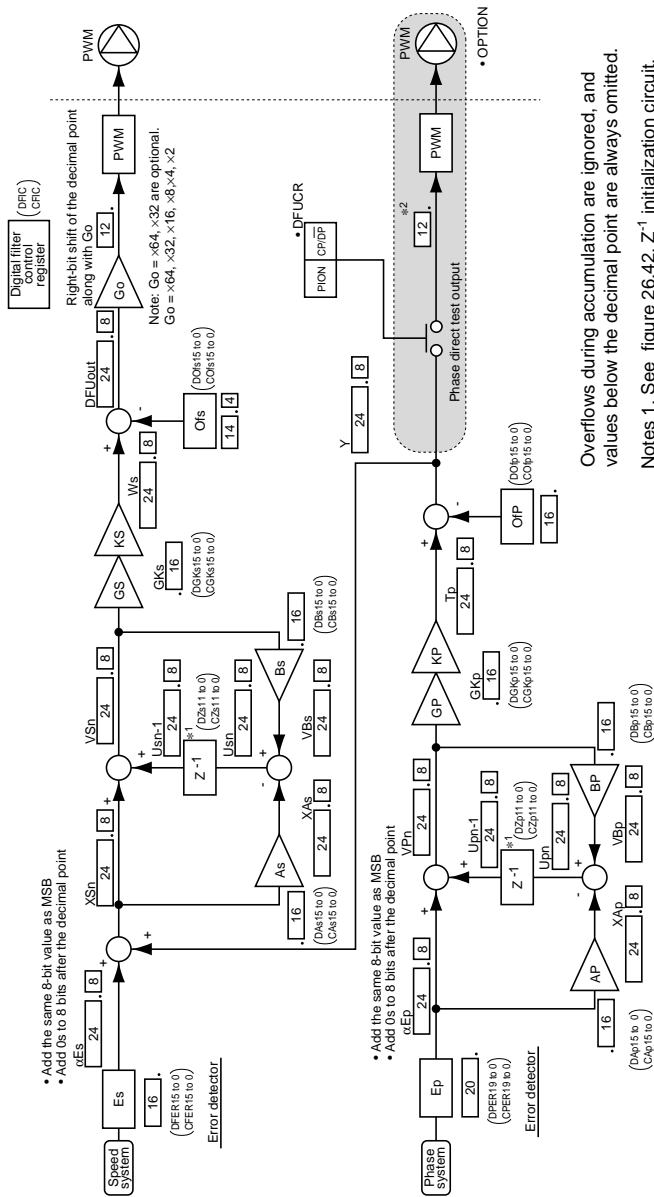 Speed system
Es
16 .
(DFER15 to 0)
(CFER15 to 0)
Error detector
• Add the same 8-bit value as MSB
• Add 0s to 8 bits after the decimal point
αEs
24 . 8
+
+
XSn
24 . 8
As
. 16
(DAs15 to 0)
(CAs15 to 0)
XAs
24 . 8
+
+
Usn-1
24 . 8
Z -1
*1
(DZs11 to 0)
(CZs11 to 0)
Usn
24 . 8
-
+
VBs
24 . 8
Bs
. 16
(DBs15 to 0)
(CBs15 to 0)
VSn
24 . 8
GS
KS
GKs
. 16
(DGKs15 to 0)
(CGKs15 to 0)
Ws
24 . 8
+
-
Ofs
14 . 4
(DOfs15 to 0)
(COfs15 to 0)
DFUout
24 . 8
Go
Note: Go = ×64, ×32 are optional.
Go = ×64, ×32, ×16, ×8,×4, ×2
Right-bit shift of the decimal point
along with Go
12 .
Digital filter
control
register
(DFIC)
(CFIC)
PWM
PWM
Phase system
Ep
20 .
(DPER19 to 0)
(CPER19 to 0)
Error detector
• Add the same 8-bit value as MSB
• Add 0s to 8 bits after the decimal point
αEp
24 . 8
AP
. 16
(DAp15 to 0)
(CAp15 to 0)
XAp
24 . 8
+
+
Upn-1
24 . 8
Z -1
*1
(DZp11 to 0)
(CZp11 to 0)
Upn
24 . 8
-
+
VBp
24 . 8
BP
. 16
(DBp15 to 0)
(CBp15 to 0)
VPn
24 . 8
GP
KP
GKp
. 16
(DGKp15 to 0)
(CGKp15 to 0)
Tp
24 . 8
+
-
OfP
16 .
(DOfp15 to 0)
(COfp15 to 0)
Y
24 . 8
• DFUCR
PION CP/DP
Phase direct test output
*2
12 .
PWM
PWM
• OPTION
Overflows during accumulation are ignored, and
values below the decimal point are always omitted.
Notes 1. See figure 26.42, Z-1 initialization circuit.